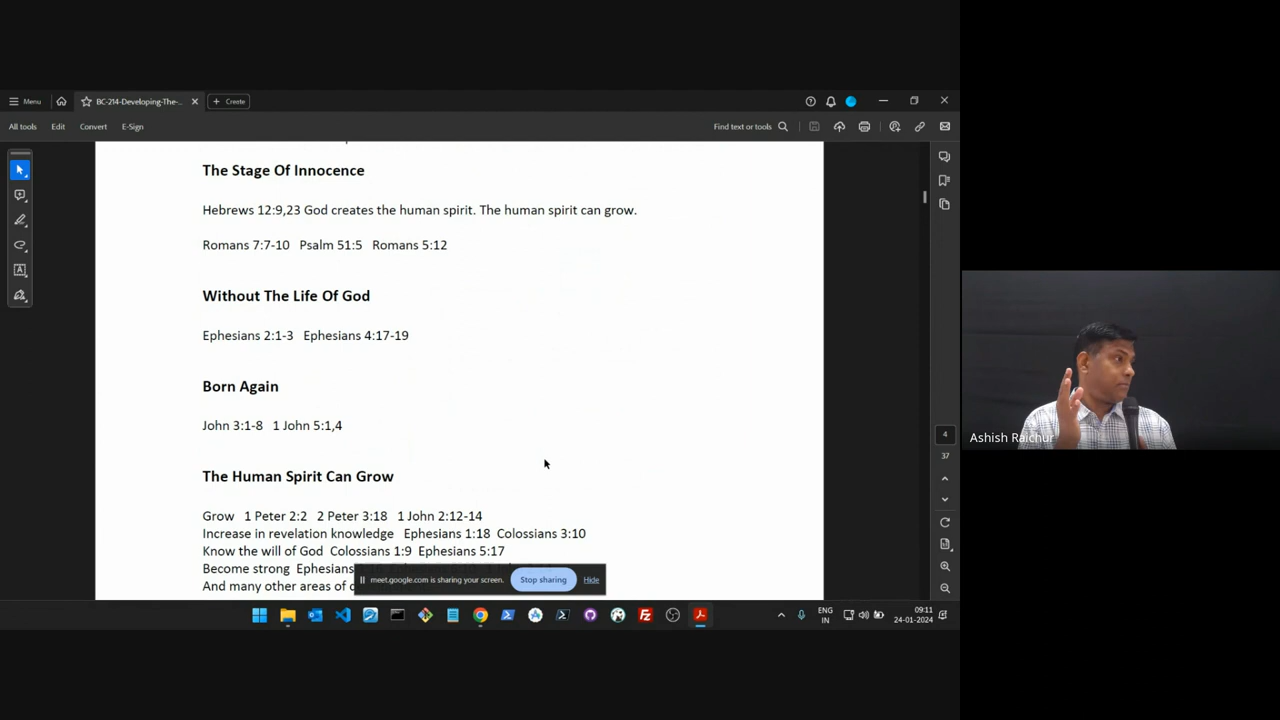 Menu
BC-214-Developing-The-...
Create
All tools
Edit
Convert
E-Sign
Find text or tools
The Stage Of Innocence
Hebrews 12:9,23 God creates the human spirit. The human spirit can grow.
Romans 7:7-10 Psalm 51:5 Romans 5:12
Without The Life Of God
Ephesians 2:1-3 Ephesians 4:17-19
Born Again
John 3:1-8 1 John 5:1,4
The Human Spirit Can Grow
Grow 1 Peter 2:2 2 Peter 3:18 1 John 2:12-14
Increase in revelation knowledge Ephesians 1:18 Colossians 3:10
Know the will of God Colossians 1:9 Ephesians 5:17
Become strong Ephesians
And many other areas of
meet.google.com is sharing your screen.
Stop sharing
Hide
4
37
ENG
IN
09:11
24-01-2024
Ashish Raichur